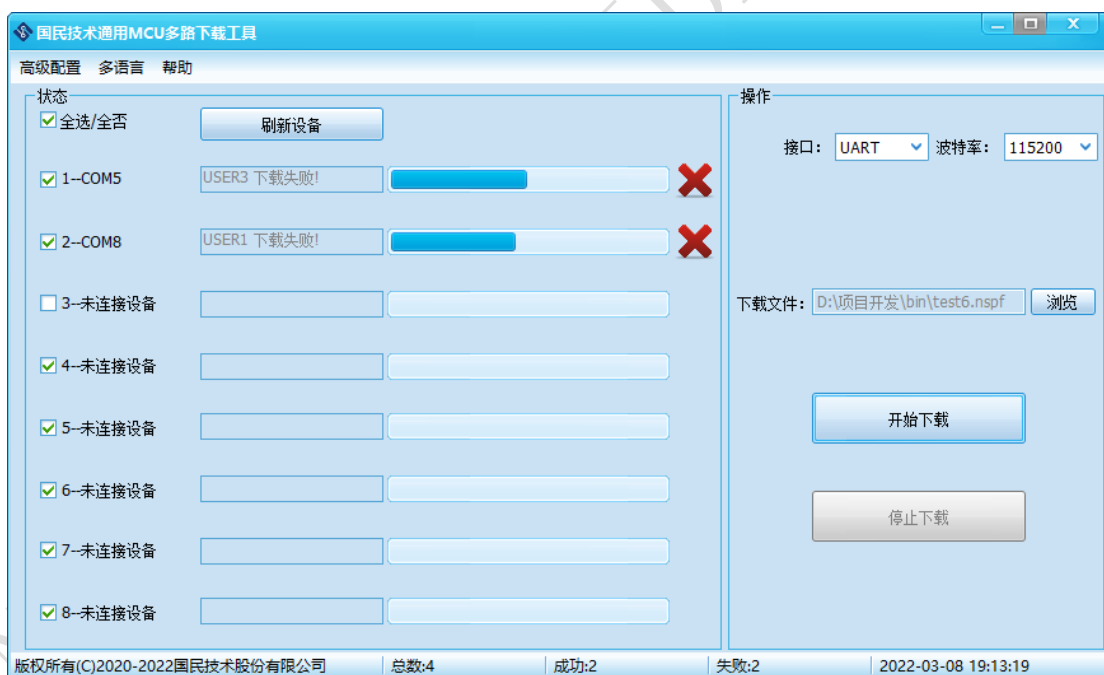 国民技术通用MCU多路下载工具
高级配置 多语言 帮助
状态
全选/全否 刷新设备
1--COM5 USER3 下载失败!
2--COM8 USER1 下载失败!
3--未连接设备
4--未连接设备
5--未连接设备
6--未连接设备
7--未连接设备
8--未连接设备
操作
接口: UART 波特率: 115200
下载文件: D:\项目开发\bin\test6.nspf 浏览
开始下载
停止下载
版权所有(C)2020-2022国民技术股份有限公司 总数:4 成功:2 失败:2 2022-03-08 19:13:19